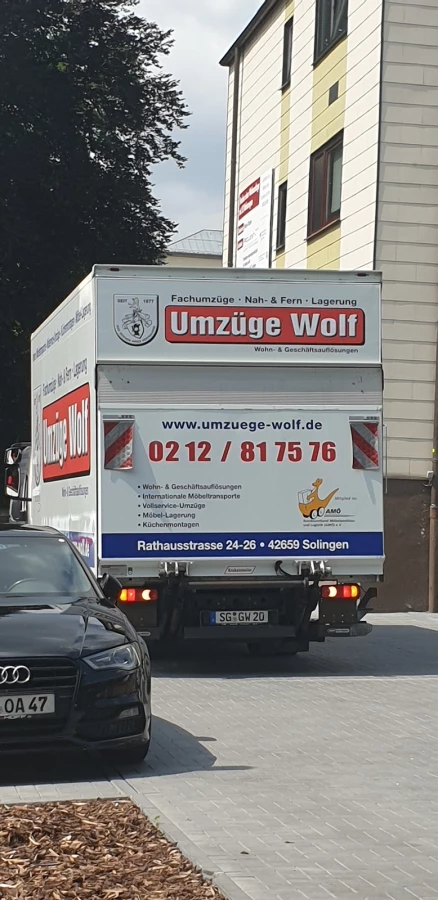 Fachumzüge · Nah- & Fern · Lagerung
SEIT 1977
Umzüge Wolf
Wohn- & Geschäftsauflösungen
www.umzuege-wolf.de
02 12 / 81 75 76
• Wohn- & Geschäftsauflösungen
• Internationale Möbeltransporte
• Vollservice-Umzüge
• Möbel-Lagerung
• Küchenmontagen
Mitglied im
AMÖ
Rathausstrasse 24-26 • 42659 Solingen
SG GW 20
Umzüge Wolf
OA 47